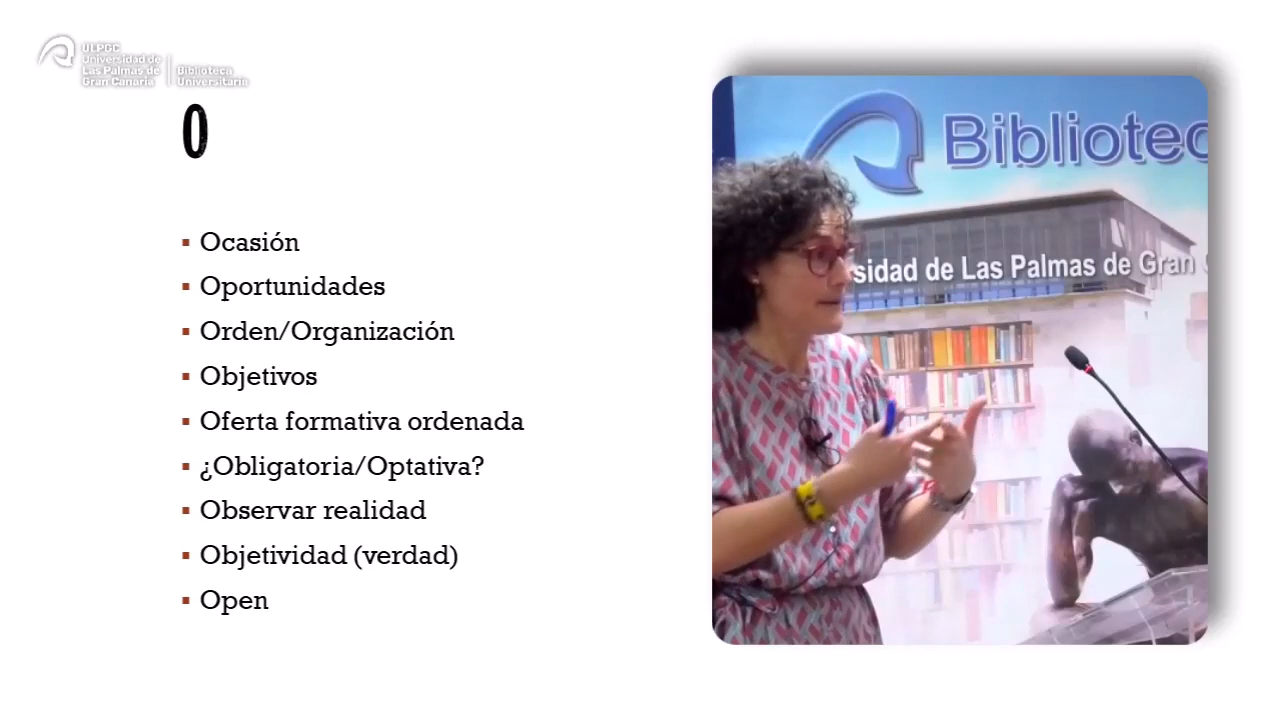 ULPGC
Universidad de
Las Palmas de
Gran Canaria
Biblioteca
Universitaria
O
Ocasión
Oportunidades
Orden/Organización
Objetivos
Oferta formativa ordenada
¿Obligatoria/Optativa?
Observar realidad
Objetividad (verdad)
Open
Bibliotec
sidad de Las Palmas de Gran